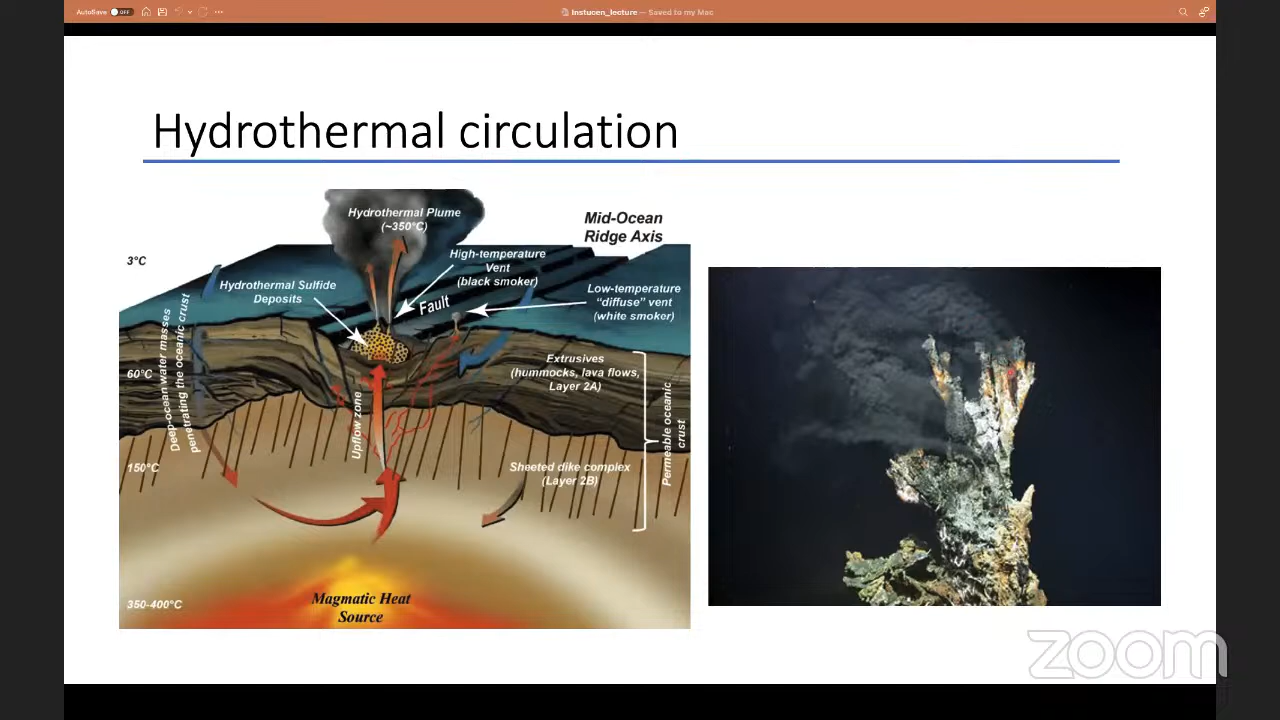 AutoSave OFF
Instucen_lecture — Saved to my Mac
Hydrothermal circulation
Hydrothermal Plume
(~350°C)
Mid-Ocean
Ridge Axis
3°C
High-temperature
Vent
(black smoker)
Hydrothermal Sulfide
Deposits
Fault
Low-temperature
"diffuse" vent
(white smoker)
Deep-ocean water masses
penetrating the oceanic crust
60°C
Extrusives
(hummocks, lava flows,
Layer 2A)
Upflow zone
Permeable oceanic
crust
150°C
Sheeted dike complex
(Layer 2B)
350-400°C
Magmatic Heat
Source
zoom